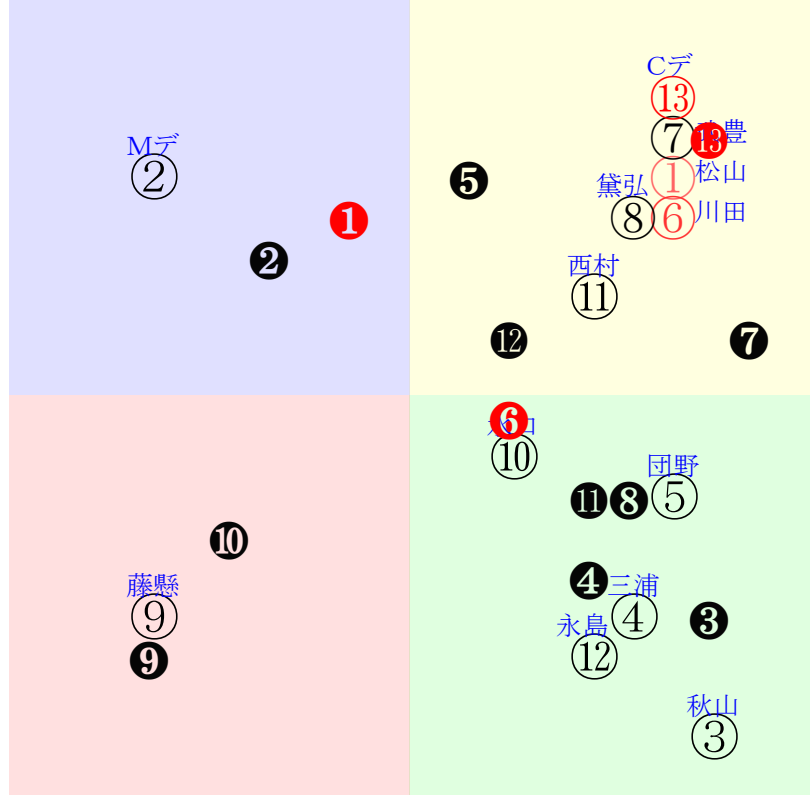 Cデ
⑬
⑦ ⓭ 豊
Mデ
② ❺ ① 松山
黛弘
❶ ⑧ ⑥ 川田
❷ 西村
⑪
⓬ ❼
❻
⑩ 団野
⓫ ❽ ⑤
❿
❹
藤懸 三浦
⑨ ④ ❸
永島
❾ ⑫
秋山
③